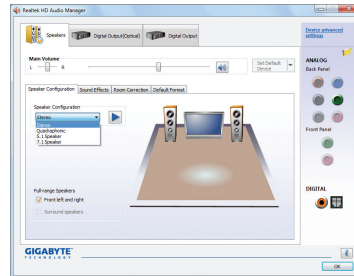 Realtek HD Audio Manager
Speakers
Digital Output(Optical)
Digital Output
Device advanced settings
Main Volume
L
R
Set Default Device
ANALOG
Back Panel
Speaker Configuration
Sound Effects
Room Correction
Default Format
Speaker Configuration
Stereo
Stereo
Quadraphonic
5.1 Speaker
7.1 Speaker
Front Panel
Full-range Speakers
Front left and right
Surround speakers
DIGITAL
GIGABYTE
TECHNOLOGY
i
OK